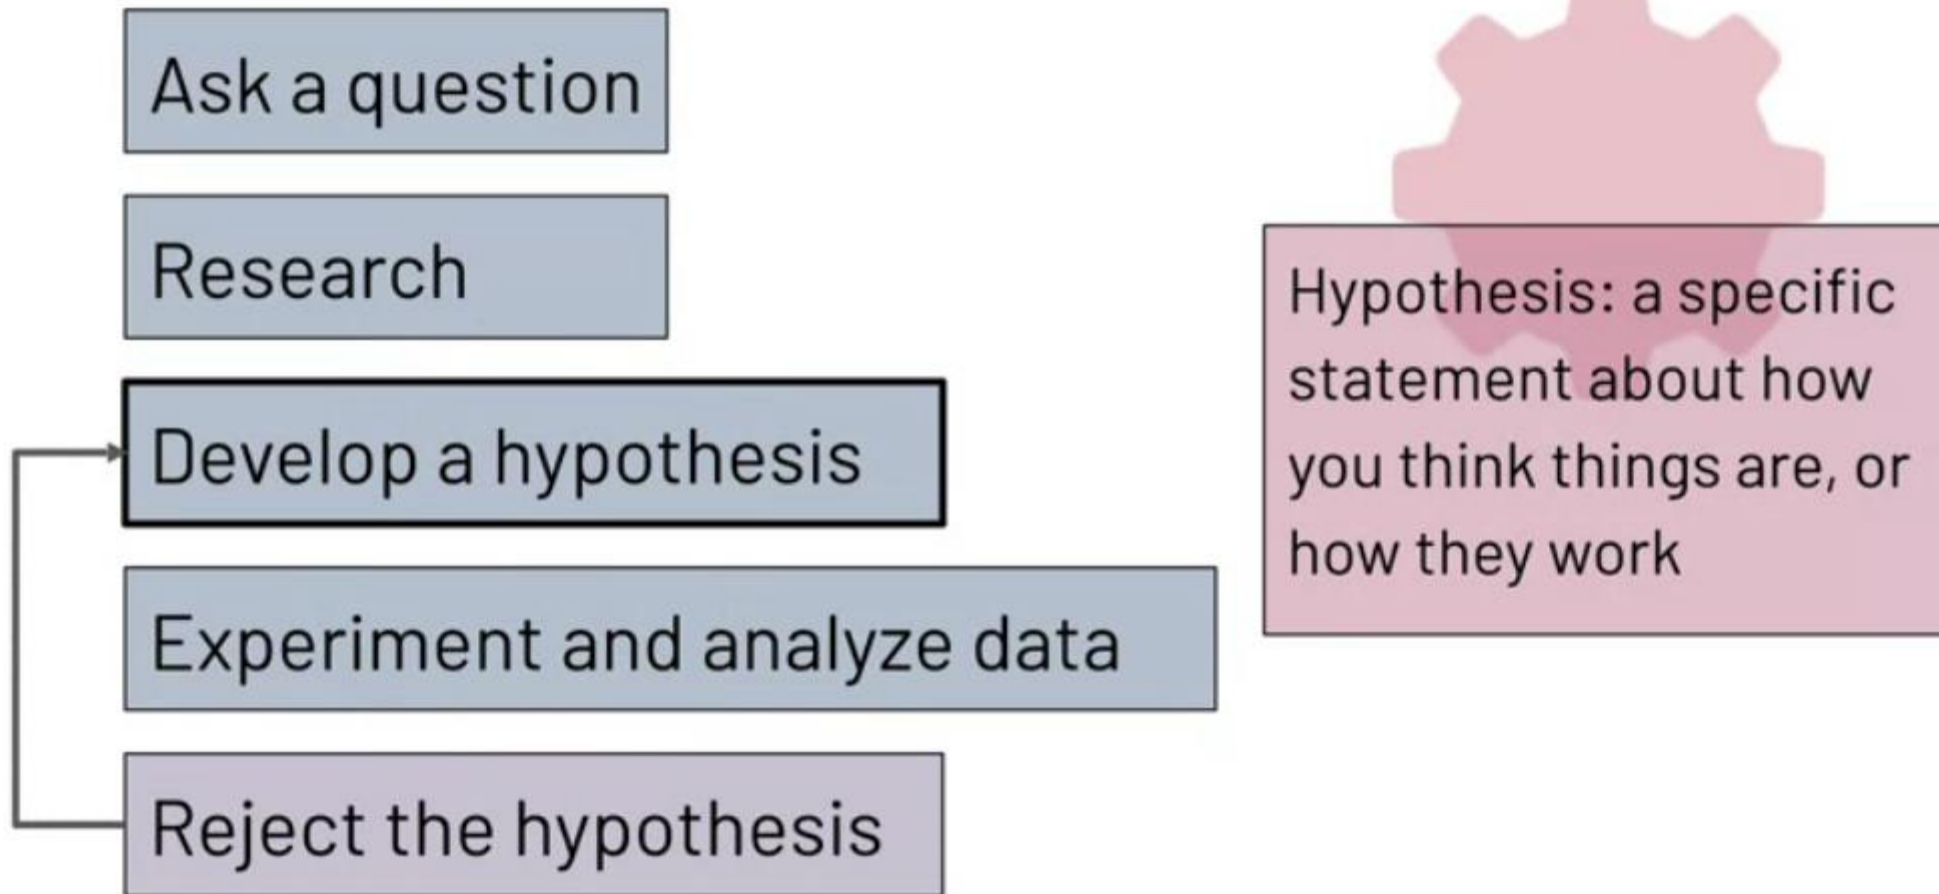 Ask a question
Research
Develop a hypothesis
Experiment and analyze data
Reject the hypothesis
Hypothesis: a specific
statement about how
you think things are, or
how they work